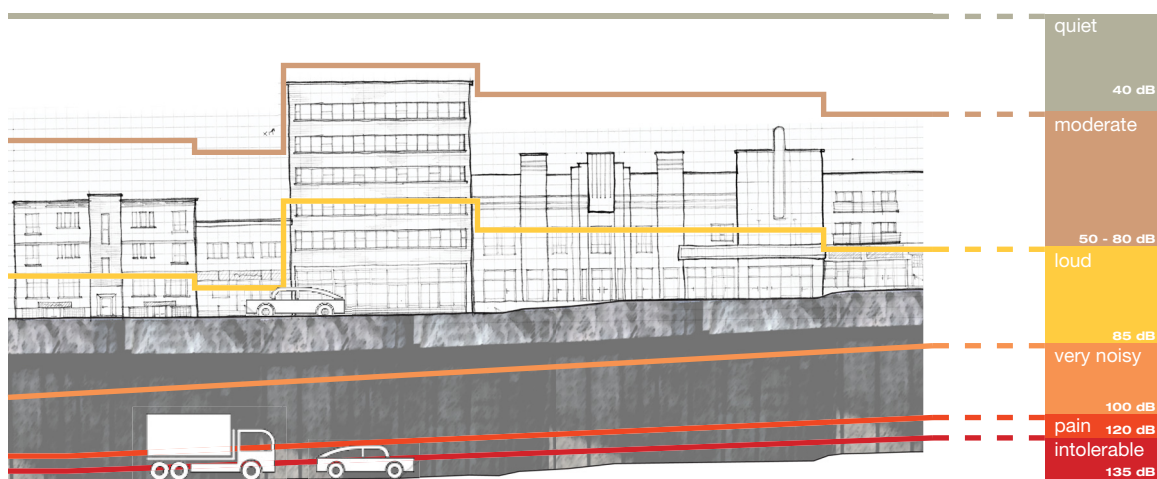 quiet
40 dB
moderate
50 - 80 dB
loud
85 dB
very noisy
100 dB
pain
120 dB
intolerable
135 dB